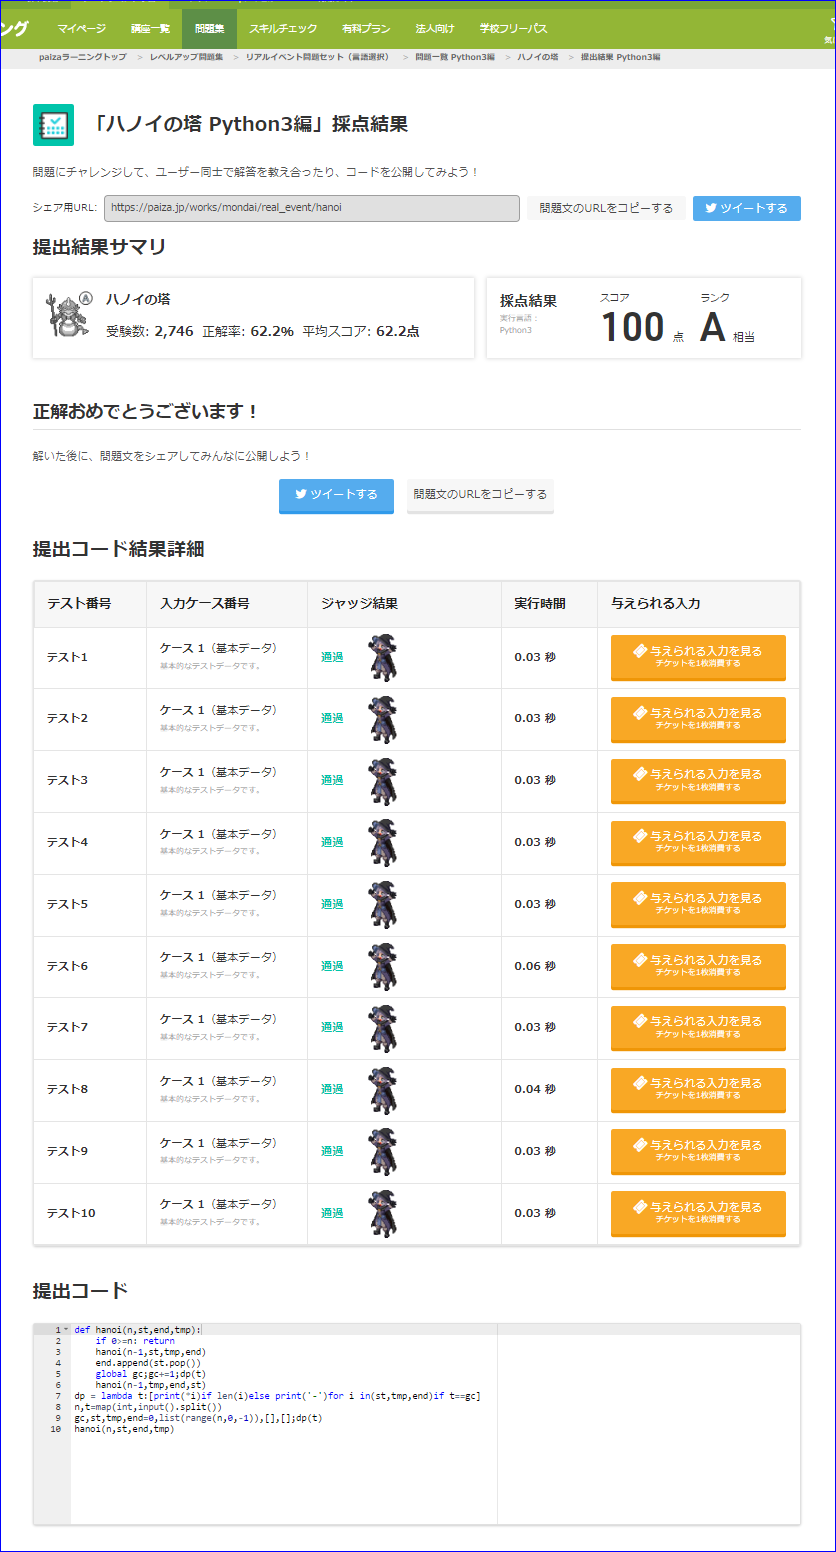 ング マイページ 講座一覧 問題集 スキルチェック 有料プラン 法人向け 学校フリーパス
paizaラーニングトップ > レベルアップ問題集 > リアルイベント問題セット（言語選択） > 問題一覧 Python3編 > ハノイの塔 > 提出結果 Python3編
「ハノイの塔 Python3編」採点結果
問題にチャレンジして、ユーザー同士で解答を教え合ったり、コードを公開してみよう！
シェア用URL: https://paiza.jp/works/mondai/real_event/hanoi 問題文のURLをコピーする ツイートする
提出結果サマリ
A ハノイの塔
受験数: 2,746 正解率: 62.2% 平均スコア: 62.2点
採点結果 スコア ランク
実行言語：
Python3
100 点 A 相当
正解おめでとうございます！
解いた後に、問題文をシェアしてみんなに公開しよう！
ツイートする 問題文のURLをコピーする
提出コード結果詳細
テスト番号 入力ケース番号 ジャッジ結果 実行時間 与えられる入力
テスト1 ケース 1（基本データ） 通過 0.03 秒 与えられる入力を見る
基本的なテストデータです。 チケットを1枚消費する
テスト2 ケース 1（基本データ） 通過 0.03 秒 与えられる入力を見る
基本的なテストデータです。 チケットを1枚消費する
テスト3 ケース 1（基本データ） 通過 0.03 秒 与えられる入力を見る
基本的なテストデータです。 チケットを1枚消費する
テスト4 ケース 1（基本データ） 通過 0.03 秒 与えられる入力を見る
基本的なテストデータです。 チケットを1枚消費する
テスト5 ケース 1（基本データ） 通過 0.03 秒 与えられる入力を見る
基本的なテストデータです。 チケットを1枚消費する
テスト6 ケース 1（基本データ） 通過 0.06 秒 与えられる入力を見る
基本的なテストデータです。 チケットを1枚消費する
テスト7 ケース 1（基本データ） 通過 0.03 秒 与えられる入力を見る
基本的なテストデータです。 チケットを1枚消費する
テスト8 ケース 1（基本データ） 通過 0.04 秒 与えられる入力を見る
基本的なテストデータです。 チケットを1枚消費する
テスト9 ケース 1（基本データ） 通過 0.03 秒 与えられる入力を見る
基本的なテストデータです。 チケットを1枚消費する
テスト10 ケース 1（基本データ） 通過 0.03 秒 与えられる入力を見る
基本的なテストデータです。 チケットを1枚消費する
提出コード
1 def hanoi(n,st,end,tmp):
2     if 0>=n: return
3     hanoi(n-1,st,tmp,end)
4     end.append(st.pop())
5     global gc;gc+=1;dp(t)
6     hanoi(n-1,tmp,end,st)
7 dp = lambda t:[print(*i)if len(i)else print('-')for i in(st,tmp,end)if t==gc]
8 n,t=map(int,input().split())
9 gc,st,tmp,end=0,list(range(n,0,-1)),[],[];dp(t)
10 hanoi(n,st,end,tmp)